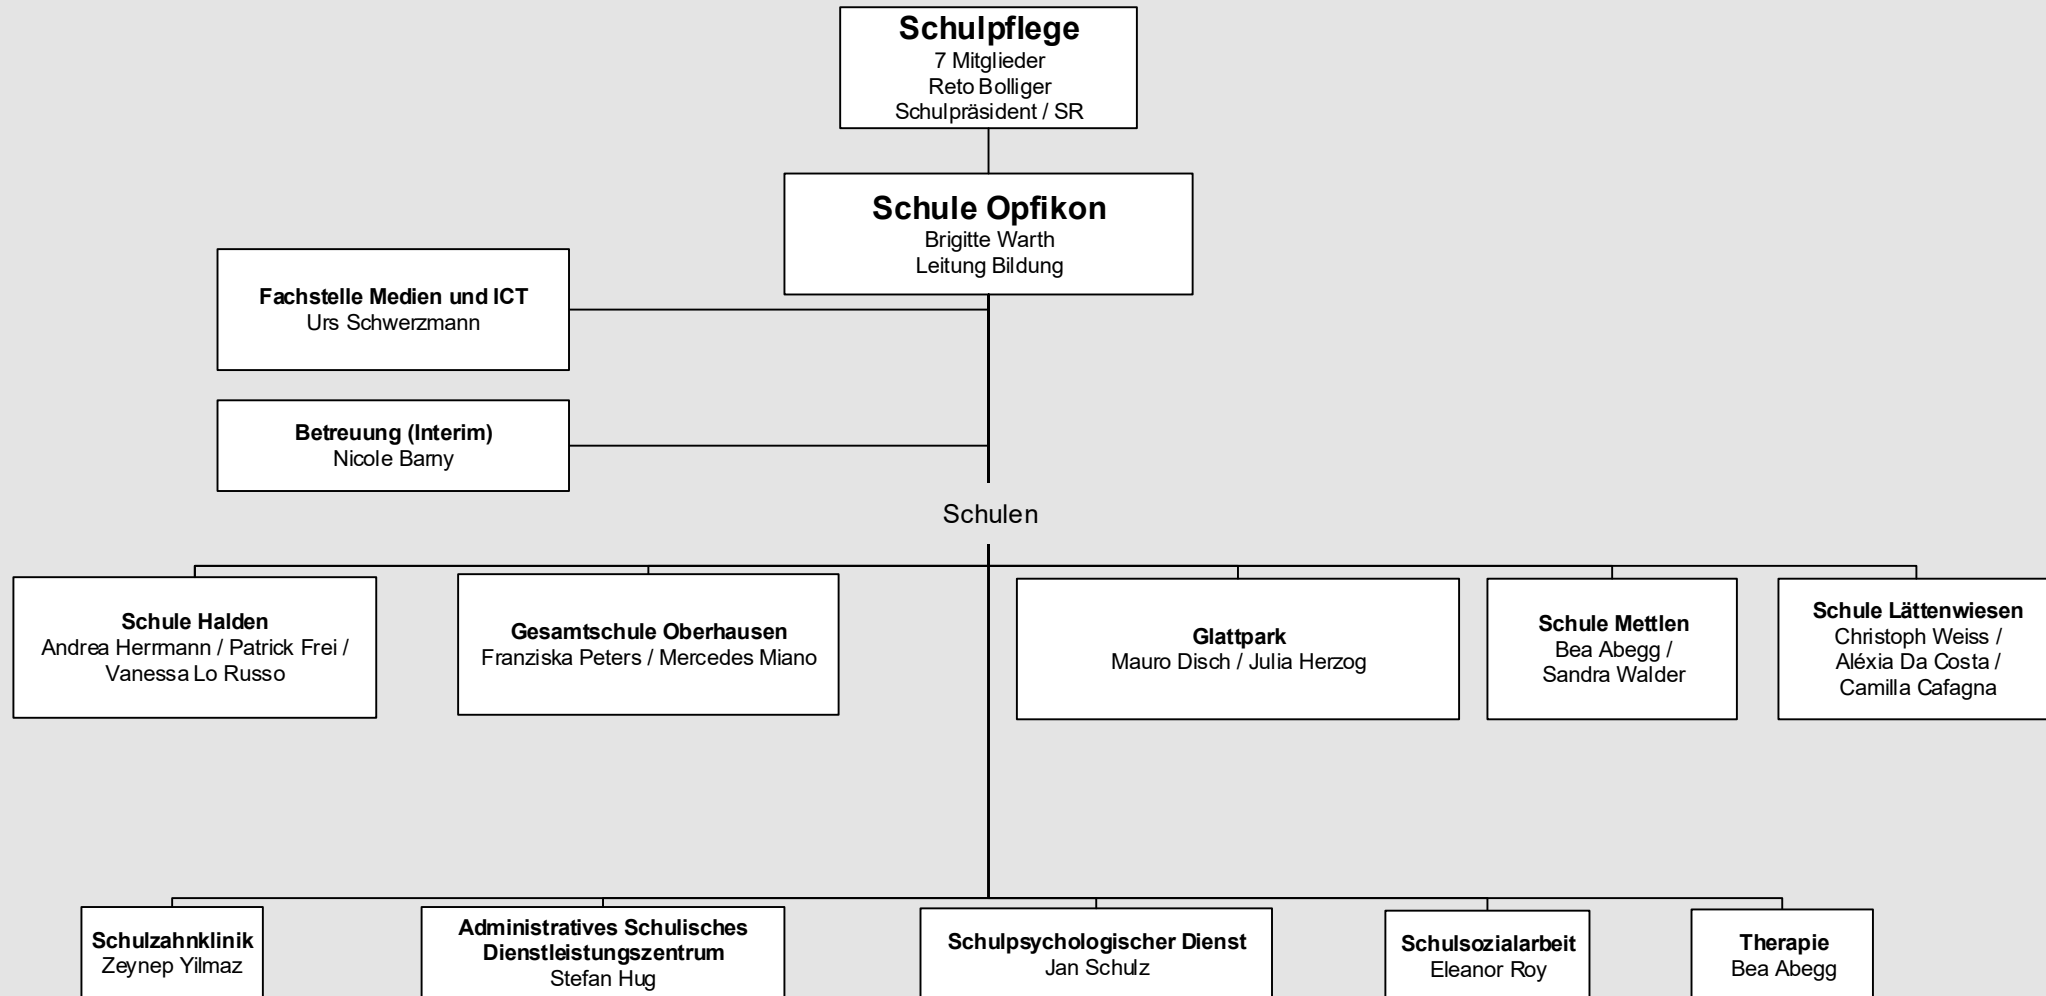 Schulpflege
7 Mitglieder
Reto Bolliger
Schulpräsident / SR
Schule Opfikon
Brigitte Warth
Leitung Bildung
Fachstelle Medien und ICT
Urs Schwerzmann
Betreuung (Interim)
Nicole Barny
Schulen
Schule Halden
Andrea Herrmann / Patrick Frei /
Vanessa Lo Russo
Gesamtschule Oberhausen
Franziska Peters / Mercedes Miano
Glattpark
Mauro Disch / Julia Herzog
Schule Mettlen
Bea Abegg /
Sandra Walder
Schule Lättenwiesen
Christoph Weiss /
Aléxia Da Costa /
Camilla Cafagna
Schulzahnklinik
Zeynep Yilmaz
Administratives Schulisches
Dienstleistungszentrum
Stefan Hug
Schulpsychologischer Dienst
Jan Schulz
Schulsozialarbeit
Eleanor Roy
Therapie
Bea Abegg